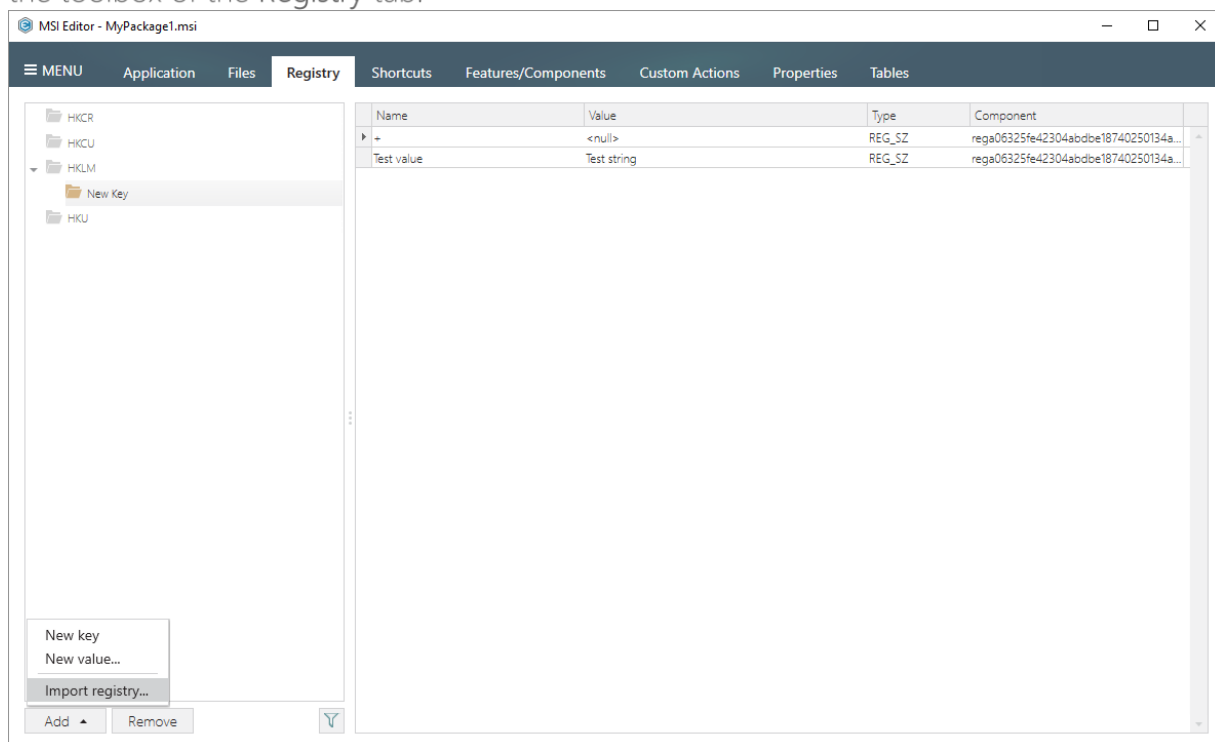 the toolbox of the Registry tab.
MSI Editor - MyPackage1.msi
MENU Application Files Registry Shortcuts Features/Components Custom Actions Properties Tables
HKCR
HKCU
HKLM
New Key
HKU
Name Value Type Component
+ <null> REG_SZ rega06325fe42304abdbe18740250134a...
Test value Test string REG_SZ rega06325fe42304abdbe18740250134a...
New key
New value...
Import registry...
Add Remove